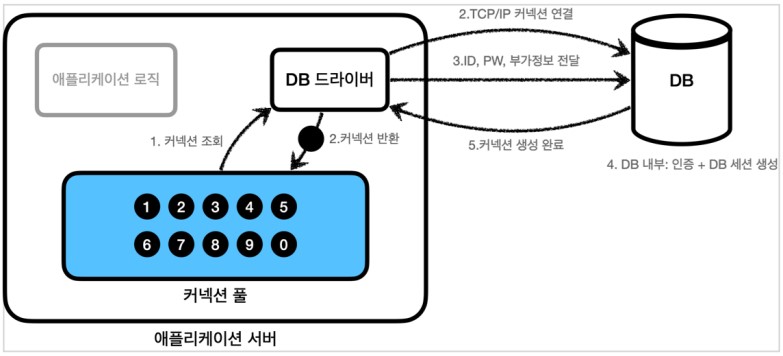 2.TCP/IP 커넥션 연결
애플리케이션 로직
DB 드라이버
3.ID, PW, 부가정보 전달
DB
1. 커넥션 조회
2.커넥션 반환
5.커넥션 생성 완료
4. DB 내부: 인증 + DB 세션 생성
1 2 3 4 5
6 7 8 9 0
커넥션 풀
애플리케이션 서버